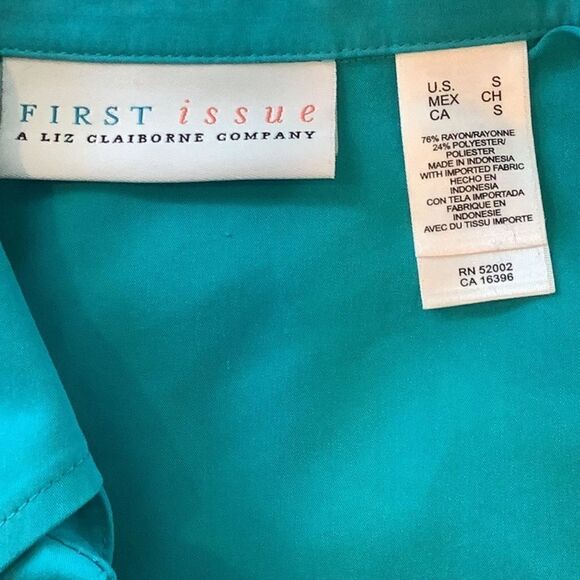 FIRST issue
A LIZ CLAIBORNE COMPANY
U.S. S
MEX CH
CA S
76% RAYON/RAYONNE
24% POLYESTER/
POLIESTER
MADE IN INDONESIA
WITH IMPORTED FABRIC
HECHO EN
INDONESIA
CON TELA IMPORTADA
FABRIQUE EN
INDONESIE
AVEC DU TISSU IMPORTE
RN 52002
CA 16396